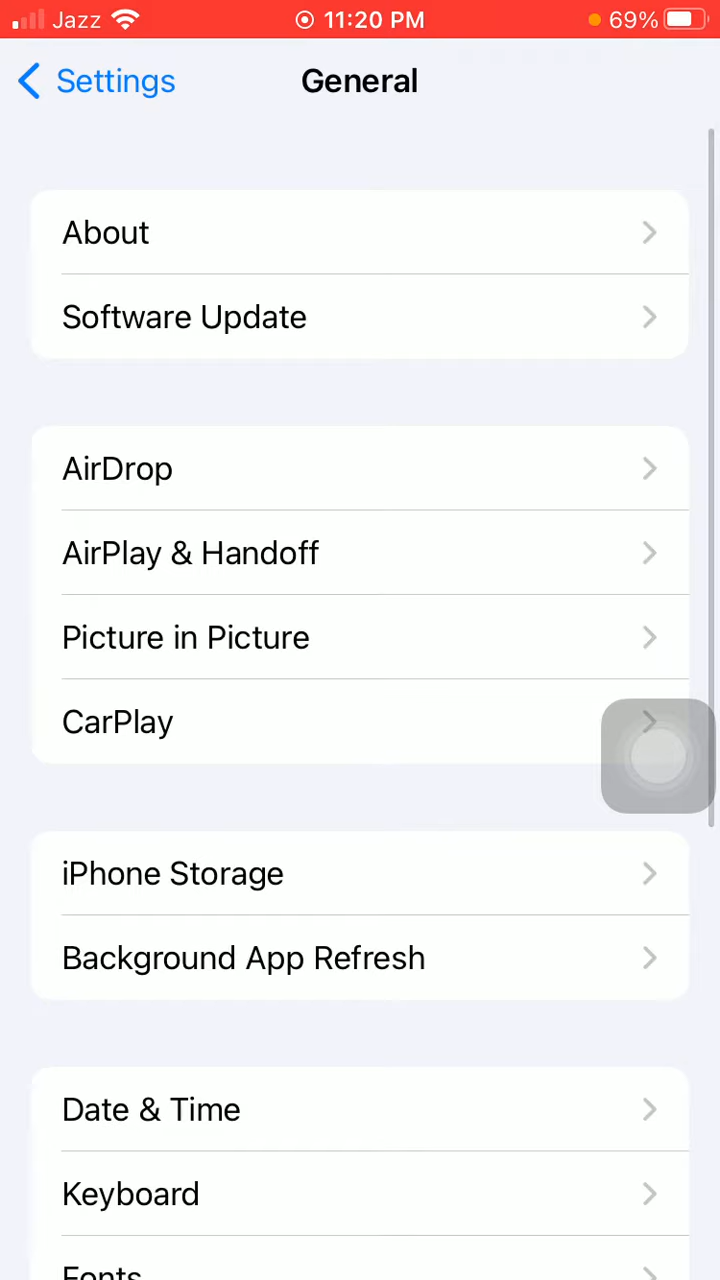 Jazz 11:20 PM 69%
Settings General
About
Software Update
AirDrop
AirPlay & Handoff
Picture in Picture
CarPlay
iPhone Storage
Background App Refresh
Date & Time
Keyboard
Fonts